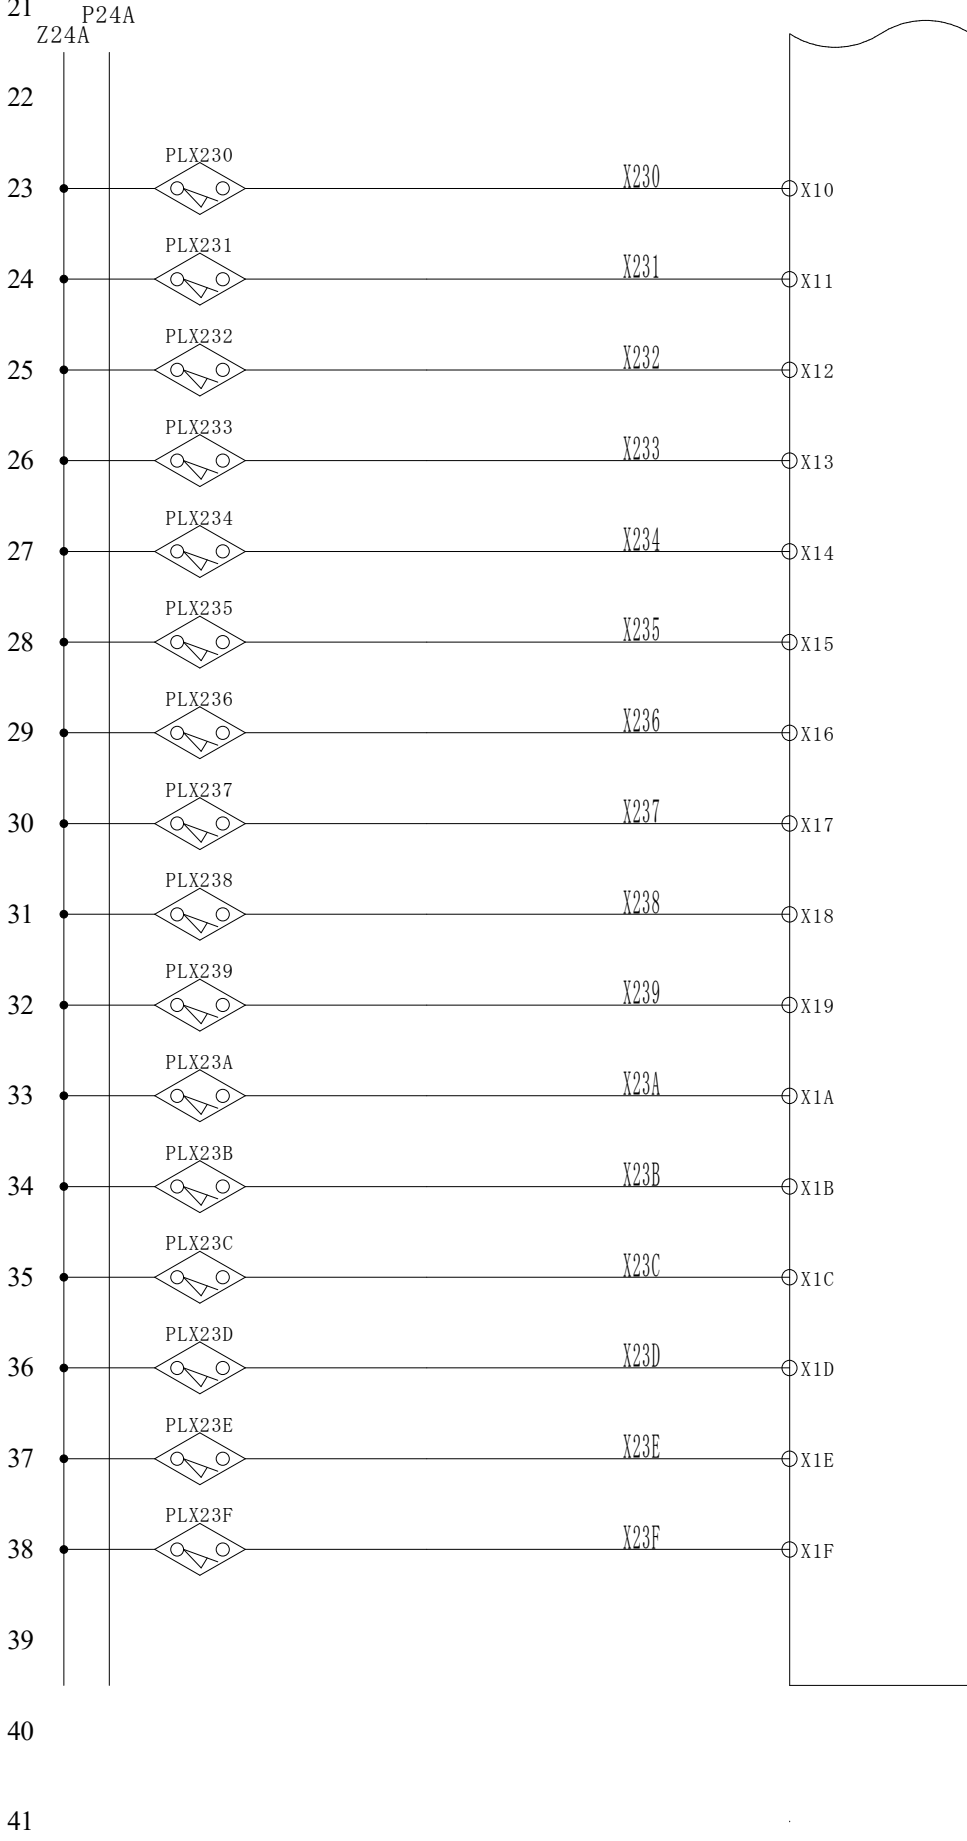 21 P24A
Z24A
22
PLX230
23 X230 X10
PLX231
24 X231 X11
PLX232
25 X232 X12
PLX233
26 X233 X13
PLX234
27 X234 X14
PLX235
28 X235 X15
PLX236
29 X236 X16
PLX237
30 X237 X17
PLX238
31 X238 X18
PLX239
32 X239 X19
PLX23A
33 X23A X1A
PLX23B
34 X23B X1B
PLX23C
35 X23C X1C
PLX23D
36 X23D X1D
PLX23E
37 X23E X1E
PLX23F
38 X23F X1F
39
40
41